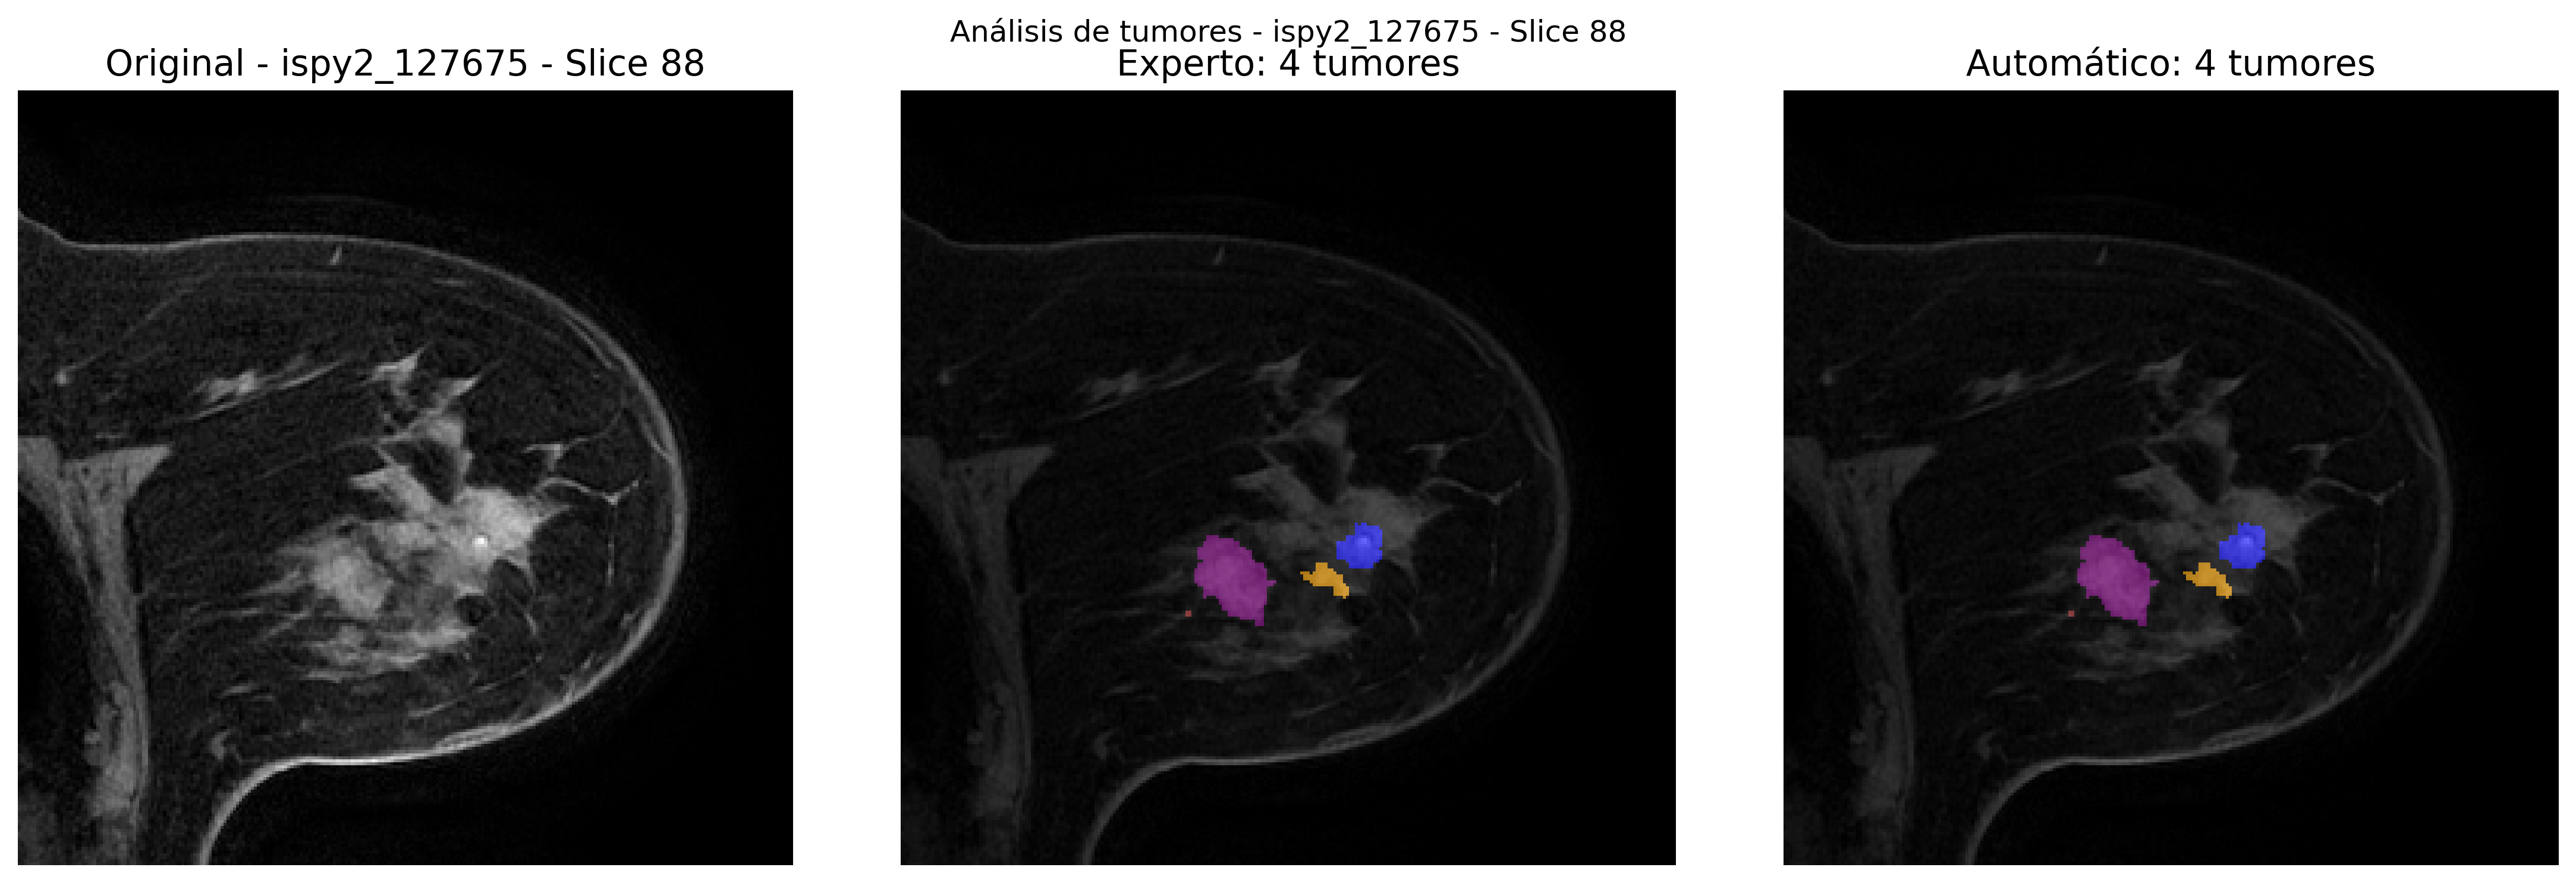 Análisis de tumores - ispy2_127675 - Slice 88
Original - ispy2_127675 - Slice 88
Experto: 4 tumores
Automático: 4 tumores